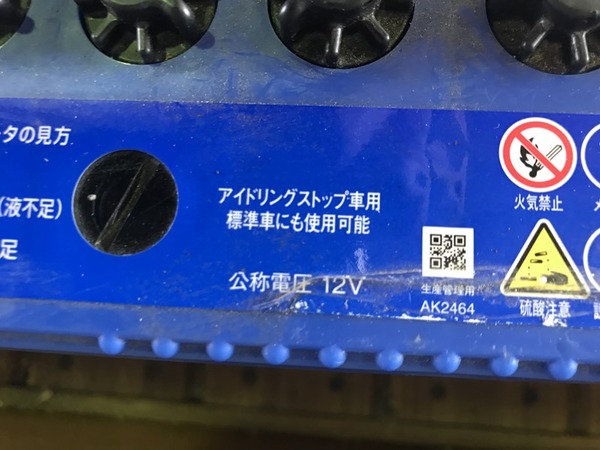 ータの見方
(液不足)
足
アイドリングストップ車用
標準車にも使用可能
公称電圧 12V
生産管理用
AK2464
火気禁止
硫酸注意